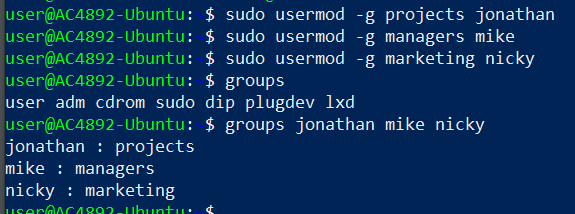 user@AC4892-Ubuntu:~$ sudo usermod -g projects jonathan
user@AC4892-Ubuntu:~$ sudo usermod -g managers mike
user@AC4892-Ubuntu:~$ sudo usermod -g marketing nicky
user@AC4892-Ubuntu:~$ groups
user adm cdrom sudo dip plugdev lxd
user@AC4892-Ubuntu:~$ groups jonathan mike nicky
jonathan : projects
mike : managers
nicky : marketing
user@AC4892-Ubuntu:~$